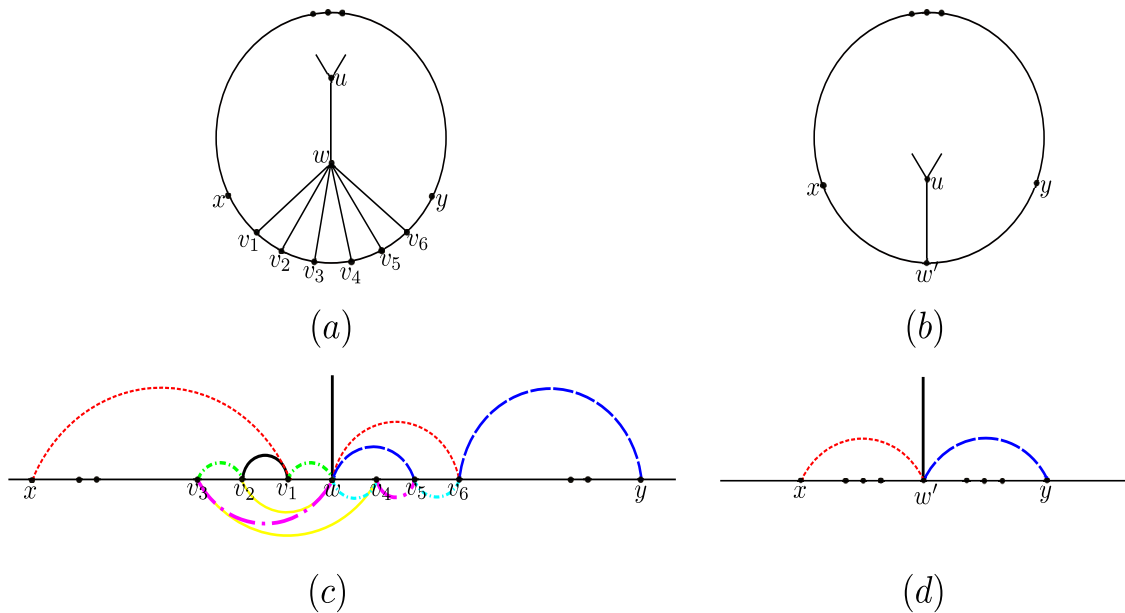 u u
w
x y x y
v₁ v₂ v₃ v₄ v₅ v₆ w′
(a) (b)
x v₃ v₂ v₁ w v₄ v₅ v₆ y x w′ y
(c) (d)